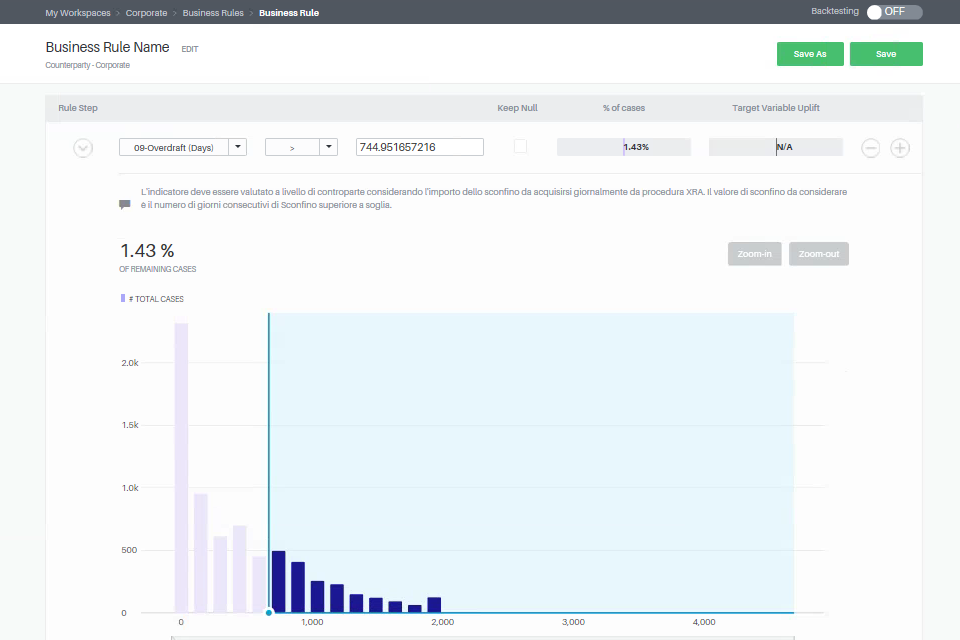 My Workspaces > Corporate > Business Rules > Business Rule
Backtesting OFF
Business Rule Name EDIT
Counterparty - Corporate
Save As
Save
Rule Step Keep Null % of cases Target Variable Uplift
09-Overdraft (Days) > 744.951657216 1.43% N/A
L'indicatore deve essere valutato a livello di controparte considerando l'importo dello sconfino da acquisirsi giornalmente da procedura XRA. Il valore di sconfino da considerare
è il numero di giorni consecutivi di Sconfino superiore a soglia.
1.43 %
OF REMAINING CASES
Zoom-in
Zoom-out
# TOTAL CASES
2.0k
1.5k
1.0k
500
0
0 1,000 2,000 3,000 4,000